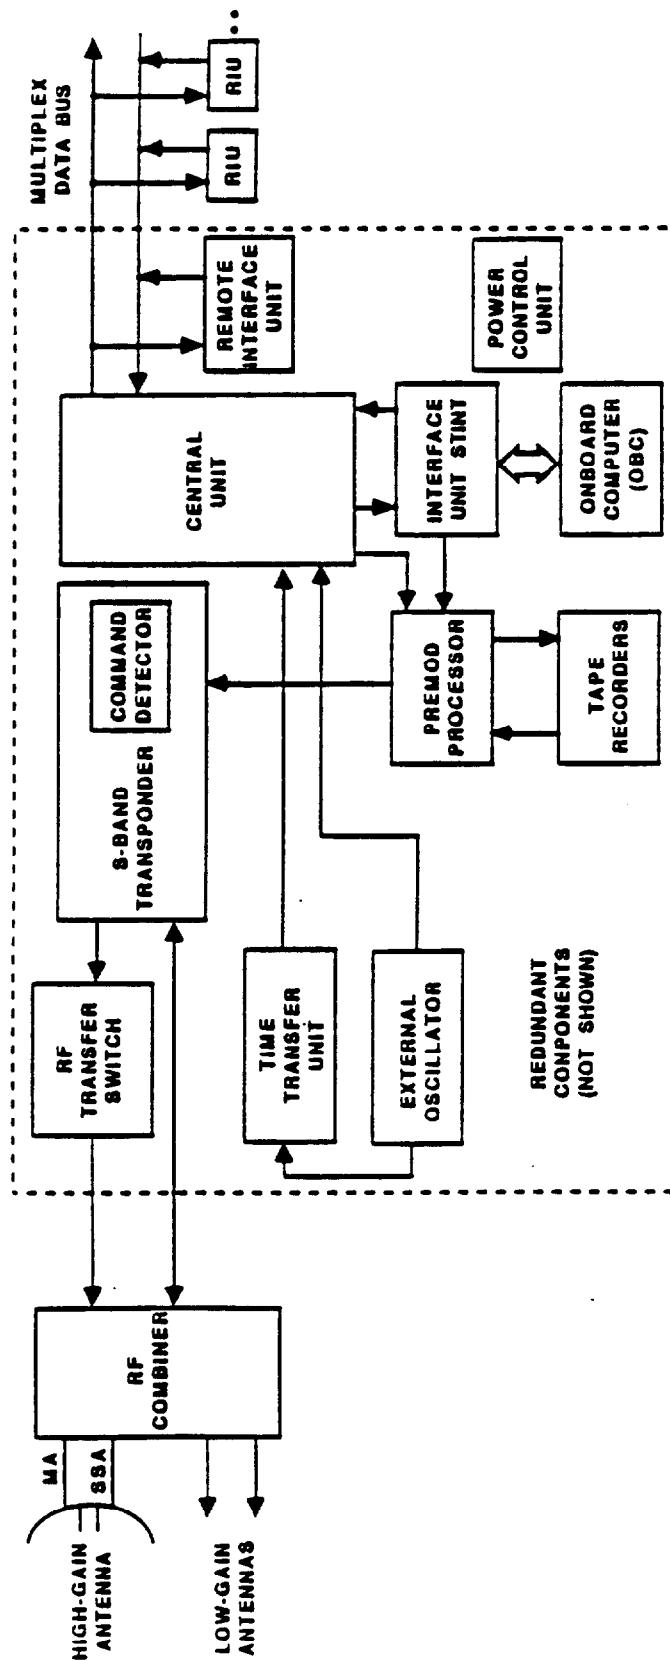 HIGH-GAIN
ANTENNA
MA
SSA
LOW-GAIN
ANTENNAS
RF
COMBINER
RF
TRANSFER
SWITCH
S-BAND
TRANSPONDER
COMMAND
DETECTOR
TIME
TRANSFER
UNIT
EXTERNAL
OSCILLATOR
REDUNDANT
CONPONENTS
(NOT SHOWN)
CENTRAL
UNIT
PREMOD
PROCESSOR
TAPE
RECORDERS
INTERFACE
UNIT STINT
ONBOARD
COMPUTER
(OBC)
REMOTE
INTERFACE
UNIT
POWER
CONTROL
UNIT
MULTIPLEX
DATA BUS
RIU
RIU